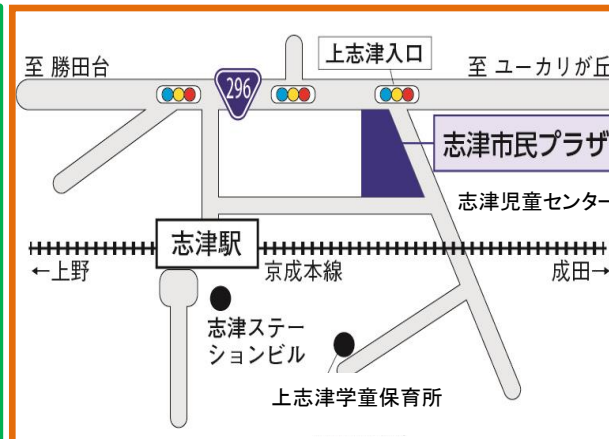 上志津入口
至 勝田台
296
至 ユーカリが丘
志津市民プラザ
志津児童センター
志津駅
←上野
京成本線
成田→
志津ステー
ションビル
上志津学童保育所